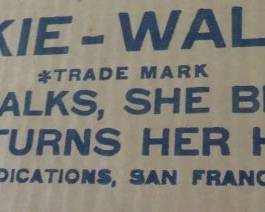 KIE-WAL
*TRADE MARK
ALKS, SHE B
TURNS HER H
DICATIONS, SAN FRANC